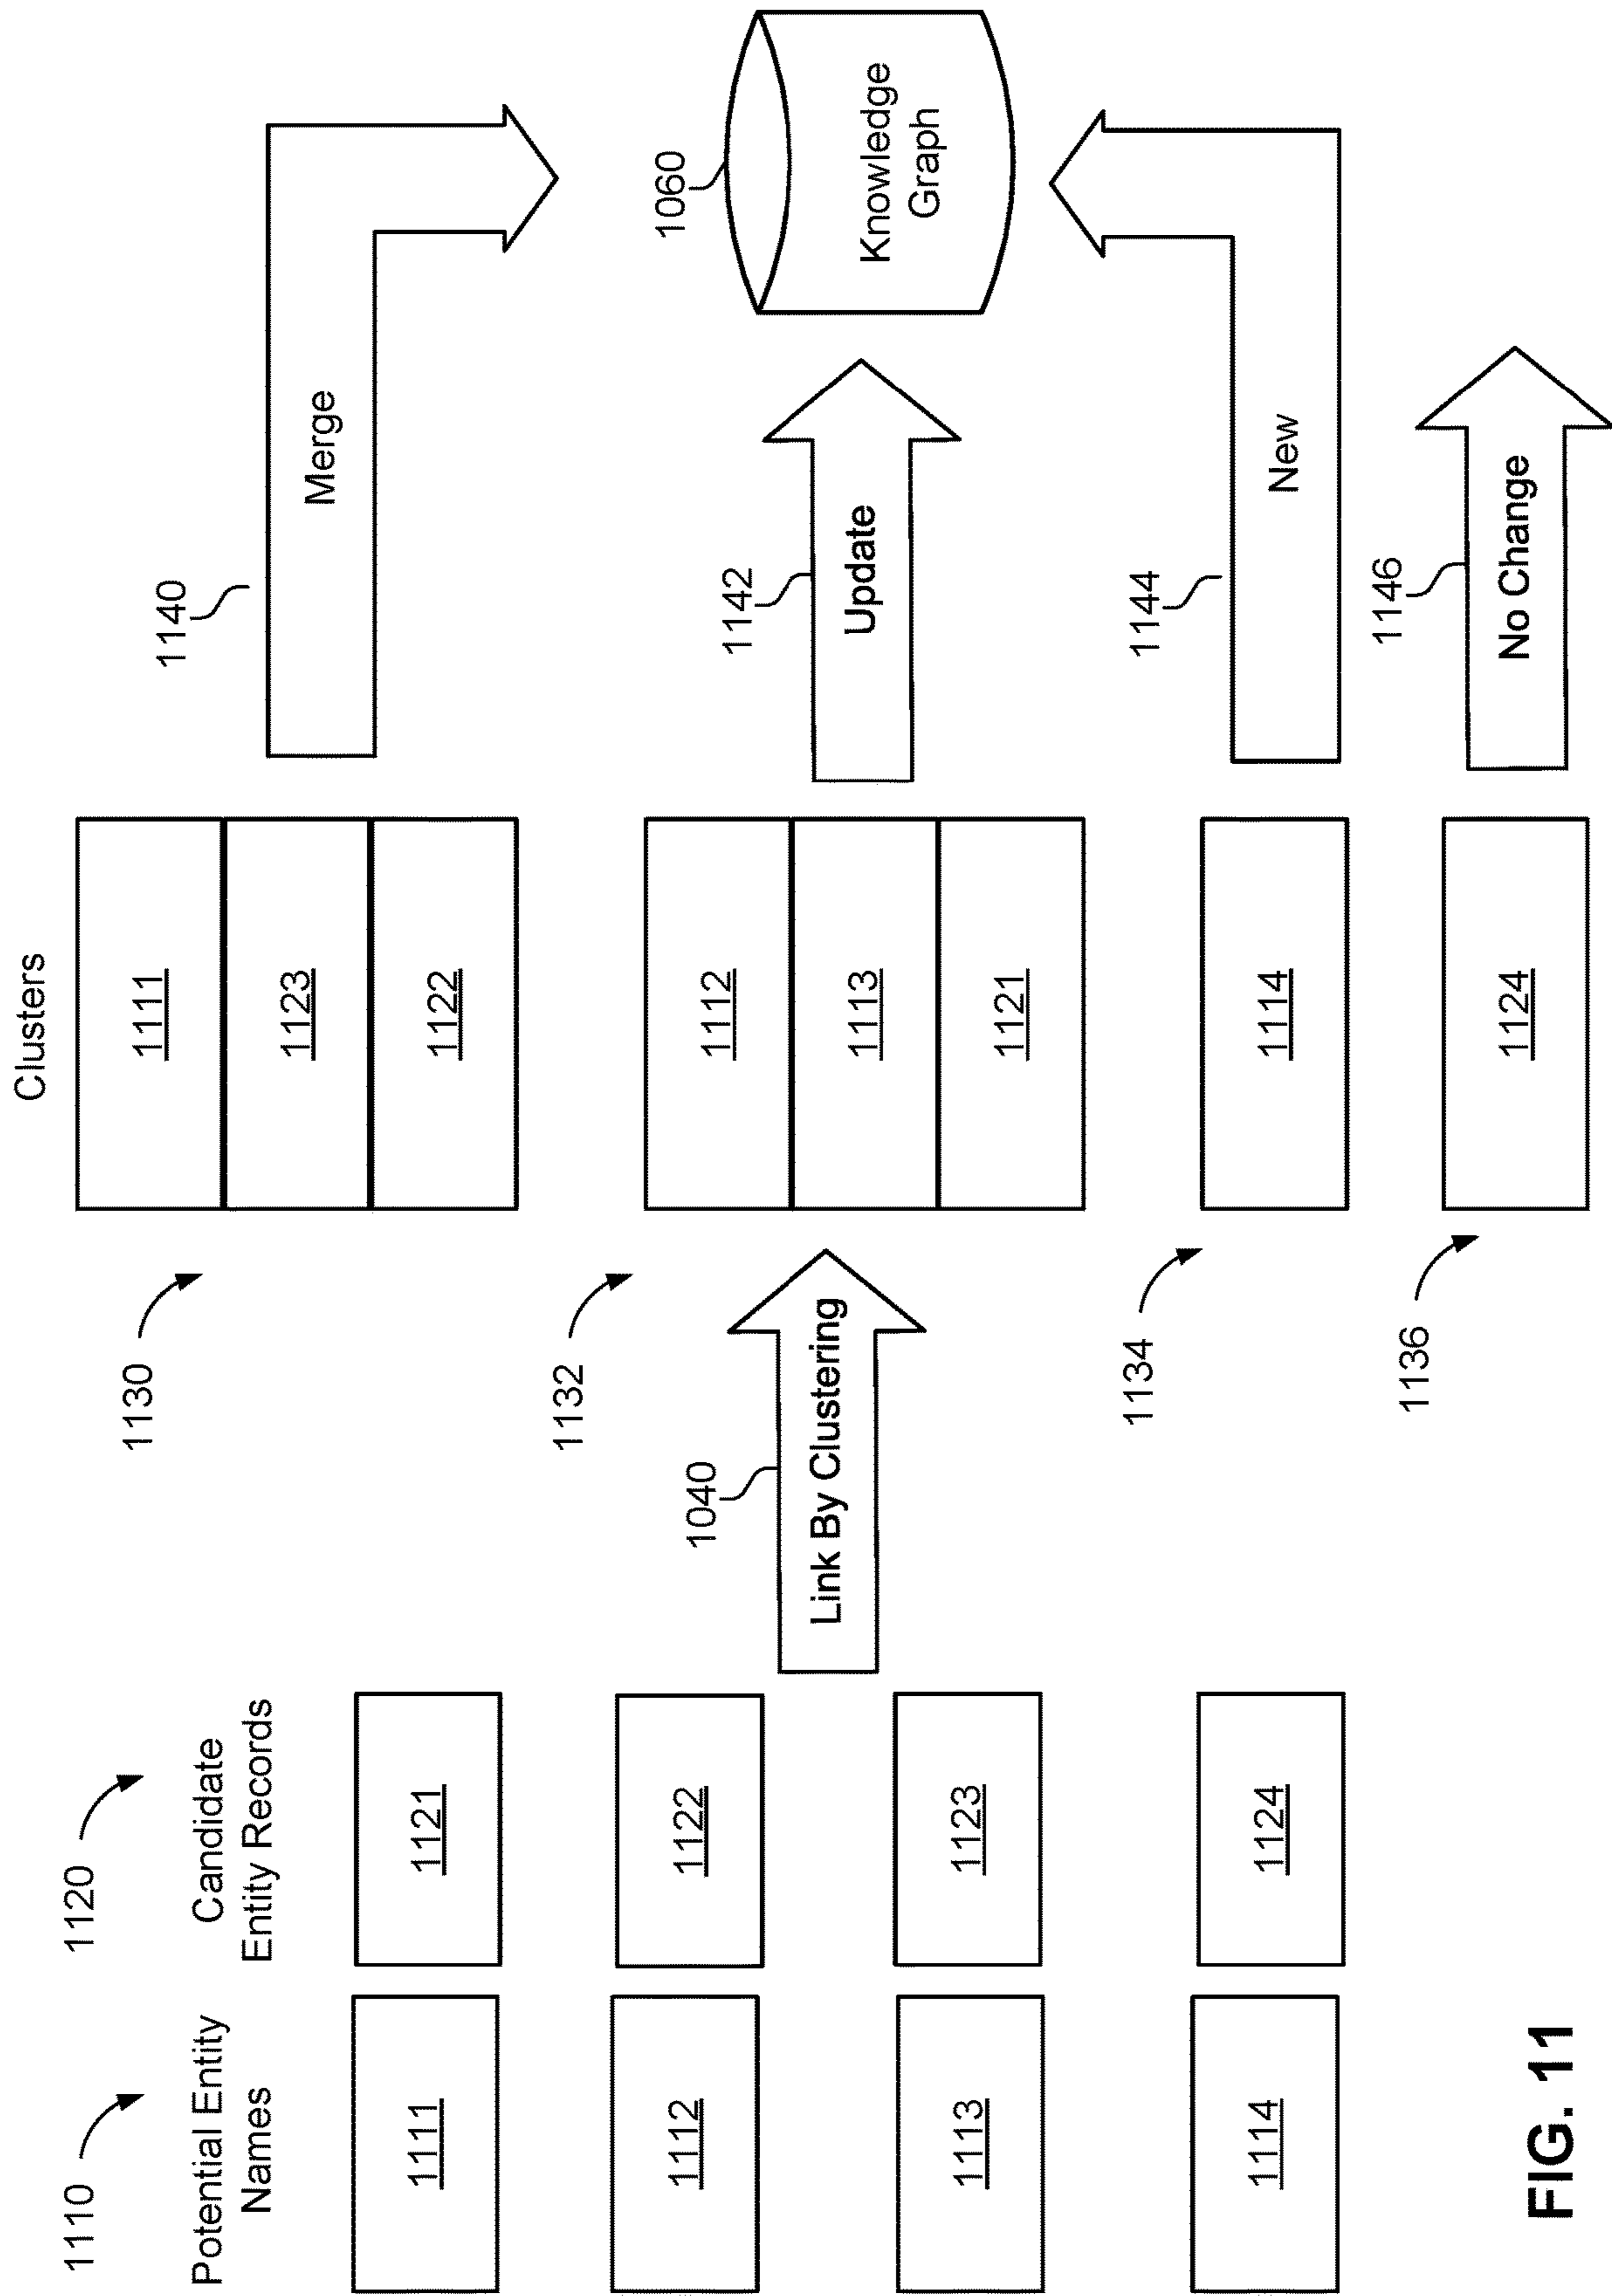 1110
Potential Entity
Names
1111
1112
1113
1114
1120
Candidate
Entity Records
1121
1122
1123
1124
1040
Link By Clustering
Clusters
1130
1111
1123
1122
1132
1112
1113
1121
1134
1114
1136
1124
1140
Merge
1142
Update
1144
New
1146
No Change
1060
Knowledge
Graph
FIG. 11